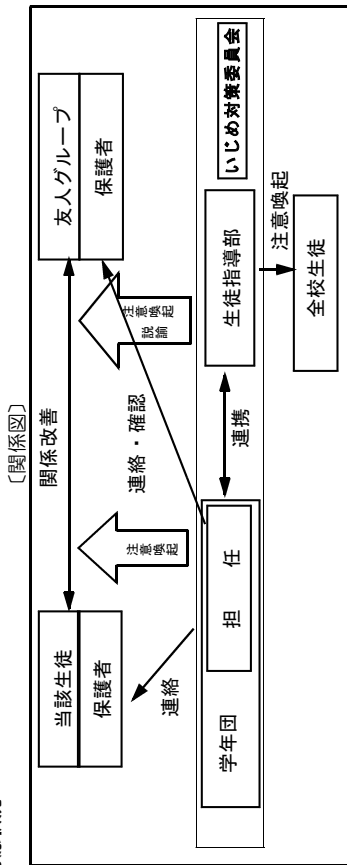 〔関係図〕
当該生徒
保護者
関係改善
友人グループ
保護者
連絡
注意喚起
連絡・確認
注意喚起
説諭
学年団
担任
連携
生徒指導部
いじめ対策委員会
注意喚起
全校生徒